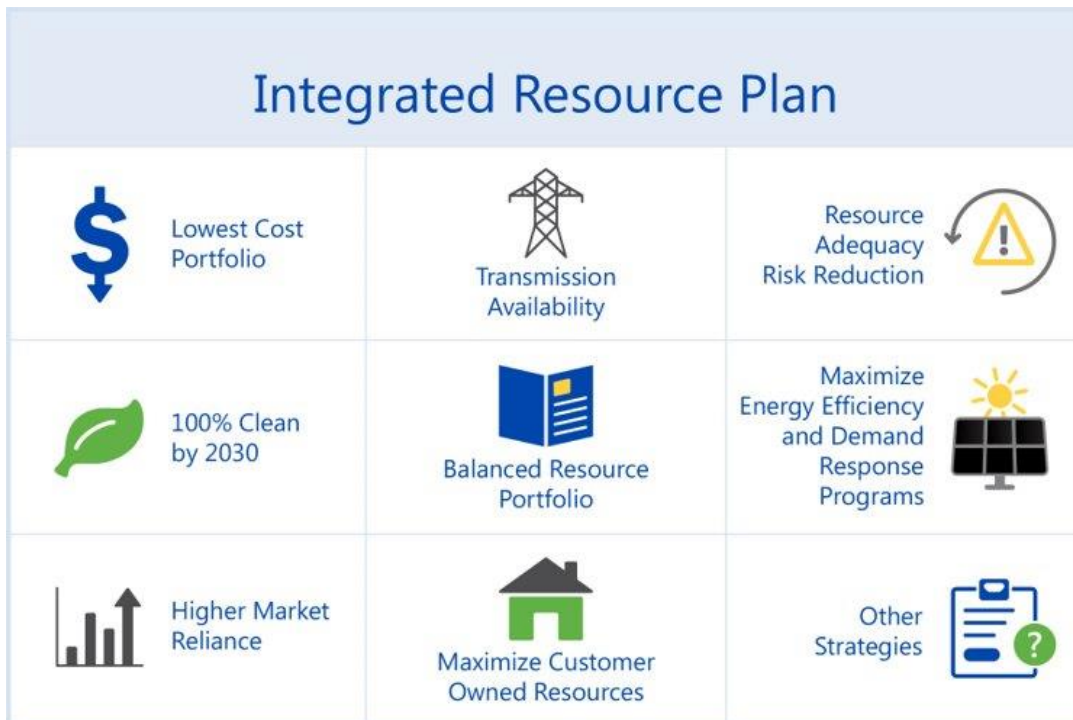 Integrated Resource Plan
Lowest Cost
Portfolio
Transmission
Availability
Resource
Adequacy
Risk Reduction
100% Clean
by 2030
Balanced Resource
Portfolio
Maximize
Energy Efficiency
and Demand
Response
Programs
Higher Market
Reliance
Maximize Customer
Owned Resources
Other
Strategies
?